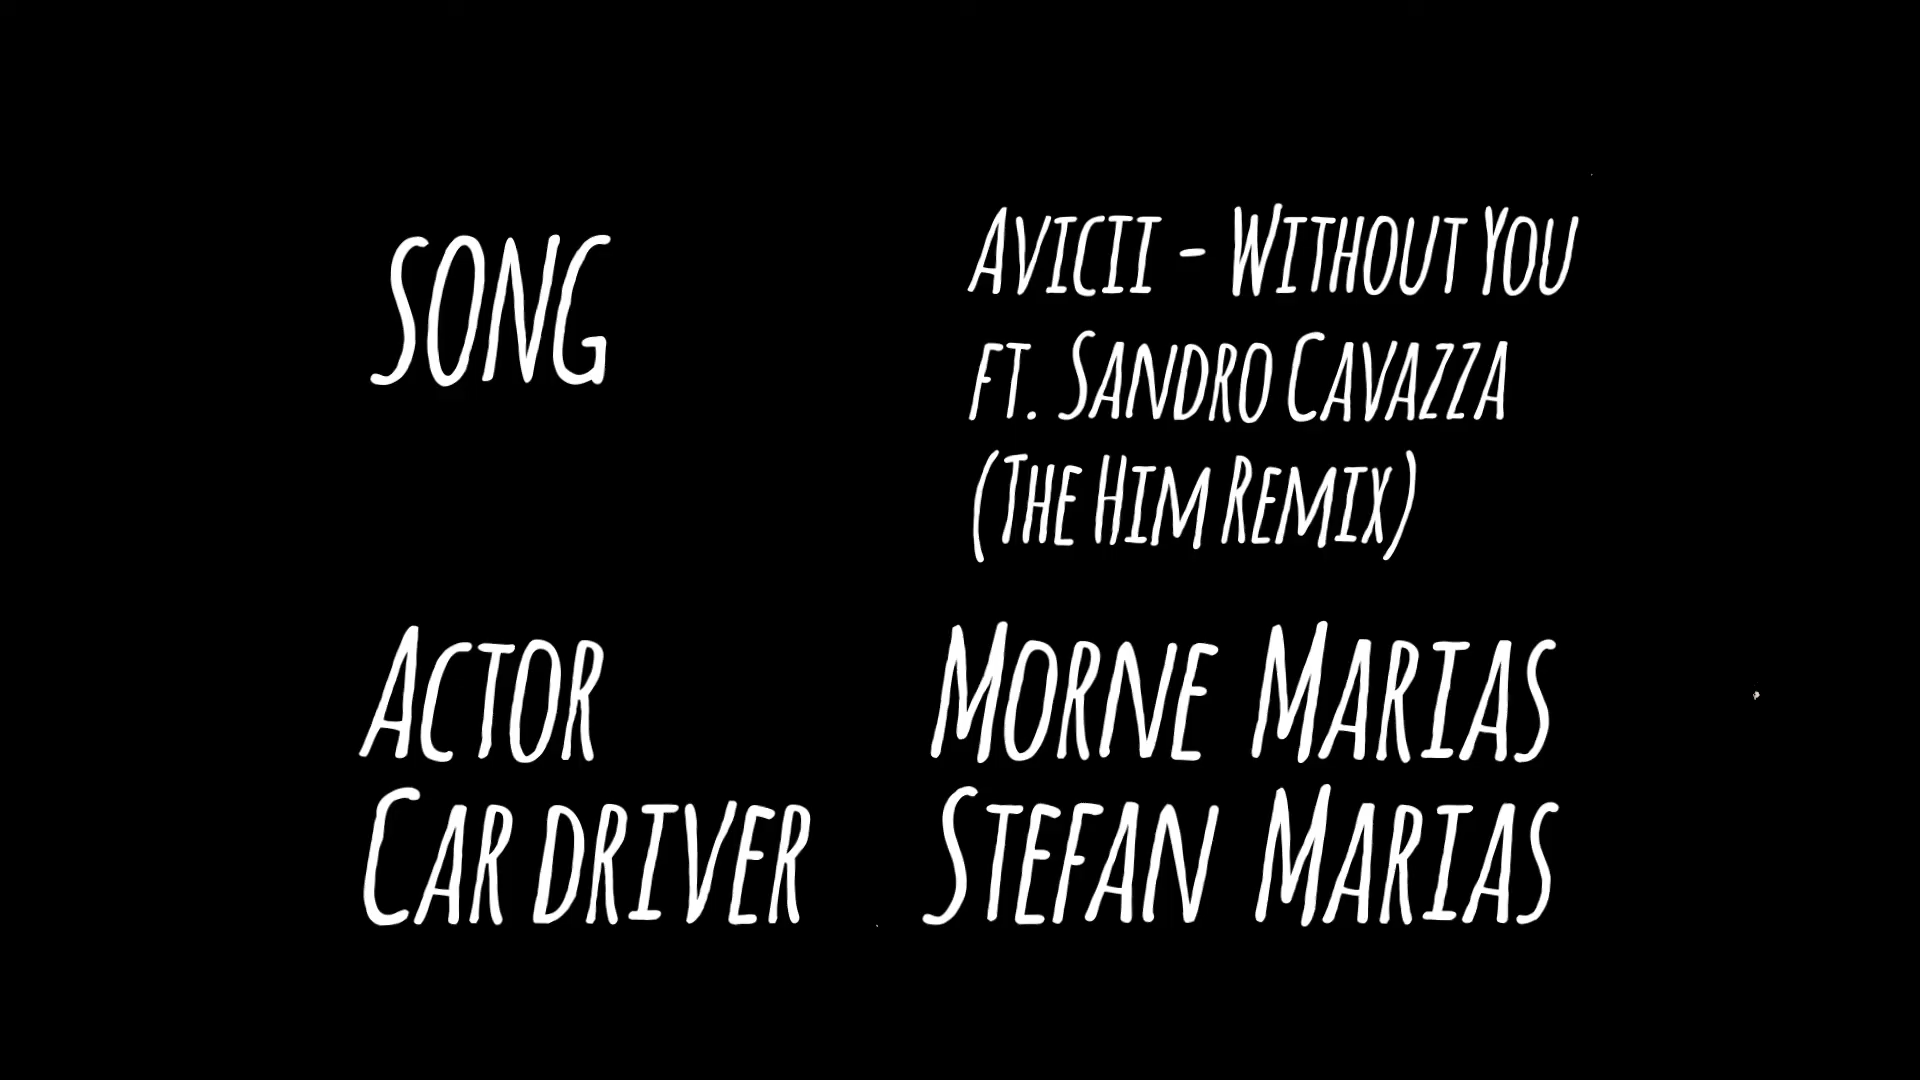 SONG
AVICII - WITHOUT YOU
FT. SANDRO CAVAZZA
(THE HIM REMIX)
ACTOR MORNE MARIAS
CAR DRIVER STEFAN MARIAS